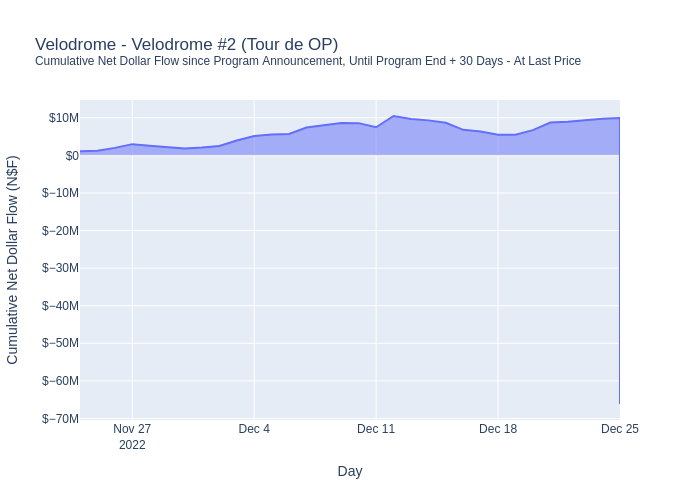 Velodrome - Velodrome #2 (Tour de OP)
Cumulative Net Dollar Flow since Program Announcement, Until Program End + 30 Days - At Last Price
Cumulative Net Dollar Flow (N$F)
$10M
$0
$−10M
$−20M
$−30M
$−40M
$−50M
$−60M
$−70M
Nov 27
2022
Dec 4
Dec 11
Dec 18
Dec 25
Day